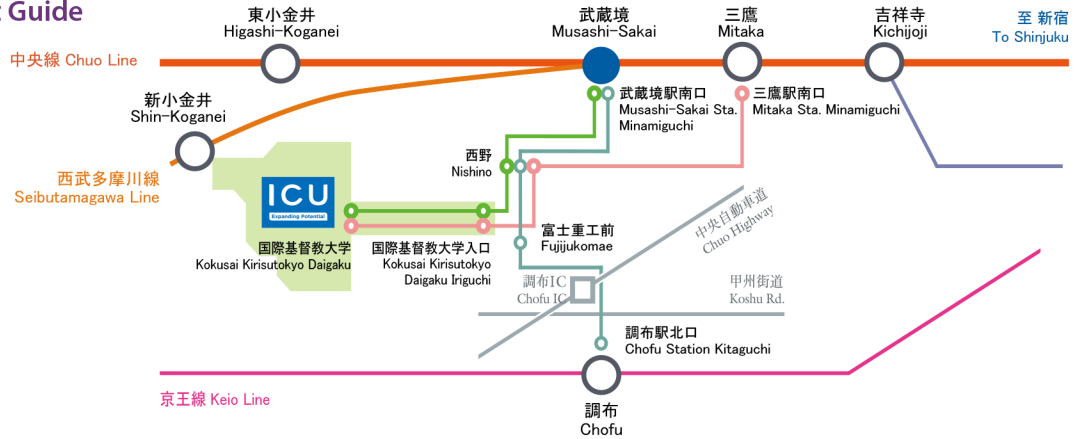 Guide
東小金井
Higashi-Koganei
武蔵境
Musashi-Sakai
三鷹
Mitaka
吉祥寺
Kichijoji
至 新宿
To Shinjuku
中央線 Chuo Line
新小金井
Shin-Koganei
武蔵境駅南口
Musashi-Sakai Sta.
Minamiguchi
三鷹駅南口
Mitaka Sta. Minamiguchi
西野
Nishino
西武多摩川線
Seibutamagawa Line
ICU
Expanding Potential
国際基督教大学
Kokusai Kirisutokyo Daigaku
国際基督教大学入口
Kokusai Kirisutokyo
Daigaku Iriguchi
富士重工前
Fujijukomae
中央自動車道
Chuo Highway
調布IC
Chofu IC
甲州街道
Koshu Rd.
調布駅北口
Chofu Station Kitaguchi
京王線 Keio Line
調布
Chofu